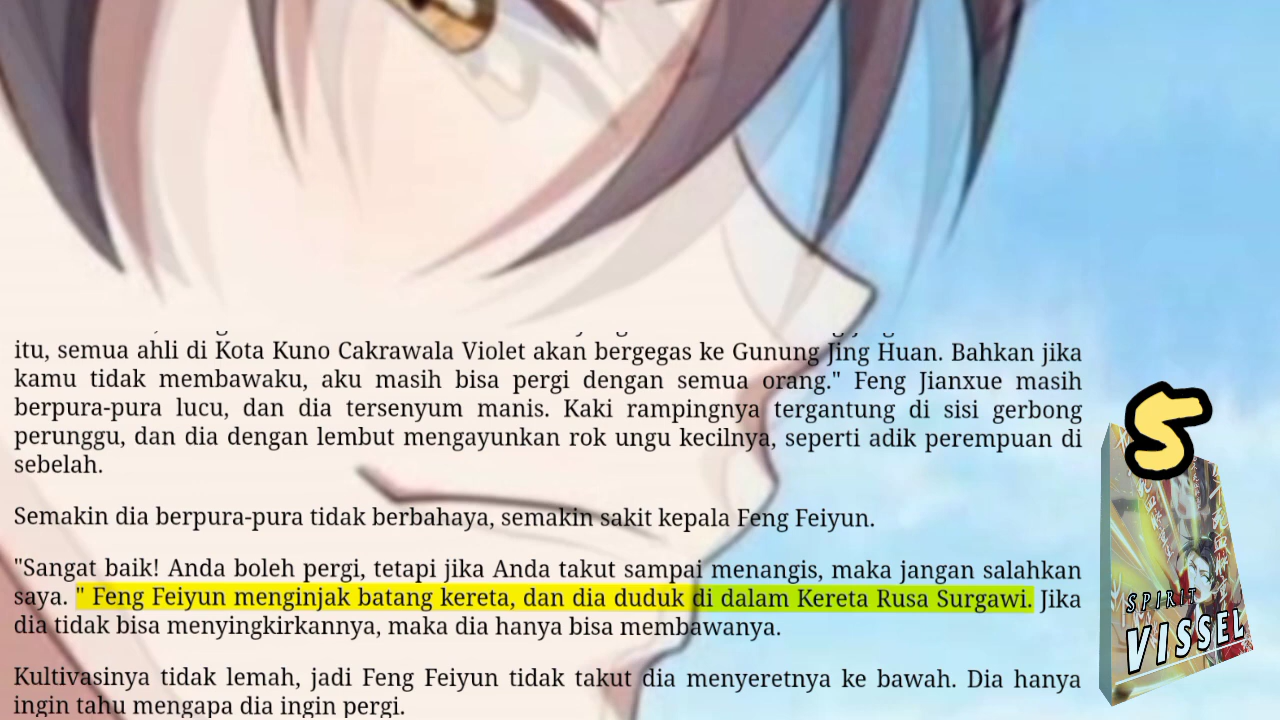 itu, semua ahli di Kota Kuno Cakrawala Violet akan bergegas ke Gunung Jing Huan. Bahkan jika
kamu tidak membawaku, aku masih bisa pergi dengan semua orang." Feng Jianxue masih
berpura-pura lucu, dan dia tersenyum manis. Kaki rampingnya tergantung di sisi gerbong
perunggu, dan dia dengan lembut mengayunkan rok ungu kecilnya, seperti adik perempuan di
sebelah.
Semakin dia berpura-pura tidak berbahaya, semakin sakit kepala Feng Feiyun.
"Sangat baik! Anda boleh pergi, tetapi jika Anda takut sampai menangis, maka jangan salahkan
saya. " Feng Feiyun menginjak batang kereta, dan dia duduk di dalam Kereta Rusa Surgawi. Jika
dia tidak bisa menyingkirkannya, maka dia hanya bisa membawanya.
Kultivasinya tidak lemah, jadi Feng Feiyun tidak takut dia menyeretnya ke bawah. Dia hanya
ingin tahu mengapa dia ingin pergi.
S
SPIRIT
VISSEL